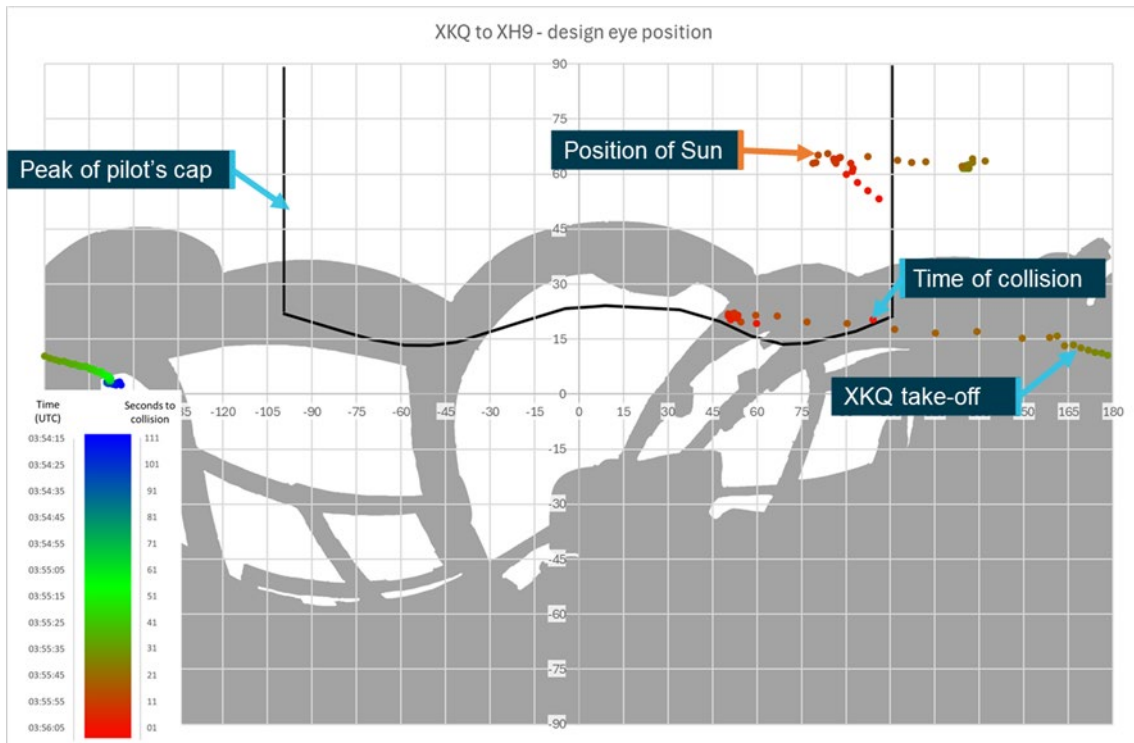 XKQ to XH9 - design eye position
90
75
Position of Sun
Peak of pilot's cap
60
45
30
Time of collision
15
0
XKQ take-off
Time
(UTC)
Seconds to
collision
35 -120 -105 -90 -75 -60 -45 -30 -15 0 15 30 45 60 75 165 180
03:54:15 111
03:54:25 101
03:54:35 91
03:54:45 81
03:54:55 71
03:55:05 61
03:55:15 51
03:55:25 41
03:55:35 31
03:55:45 21
03:55:55 11
03:56:05 01
-15
-30
-45
-60
-75
-90